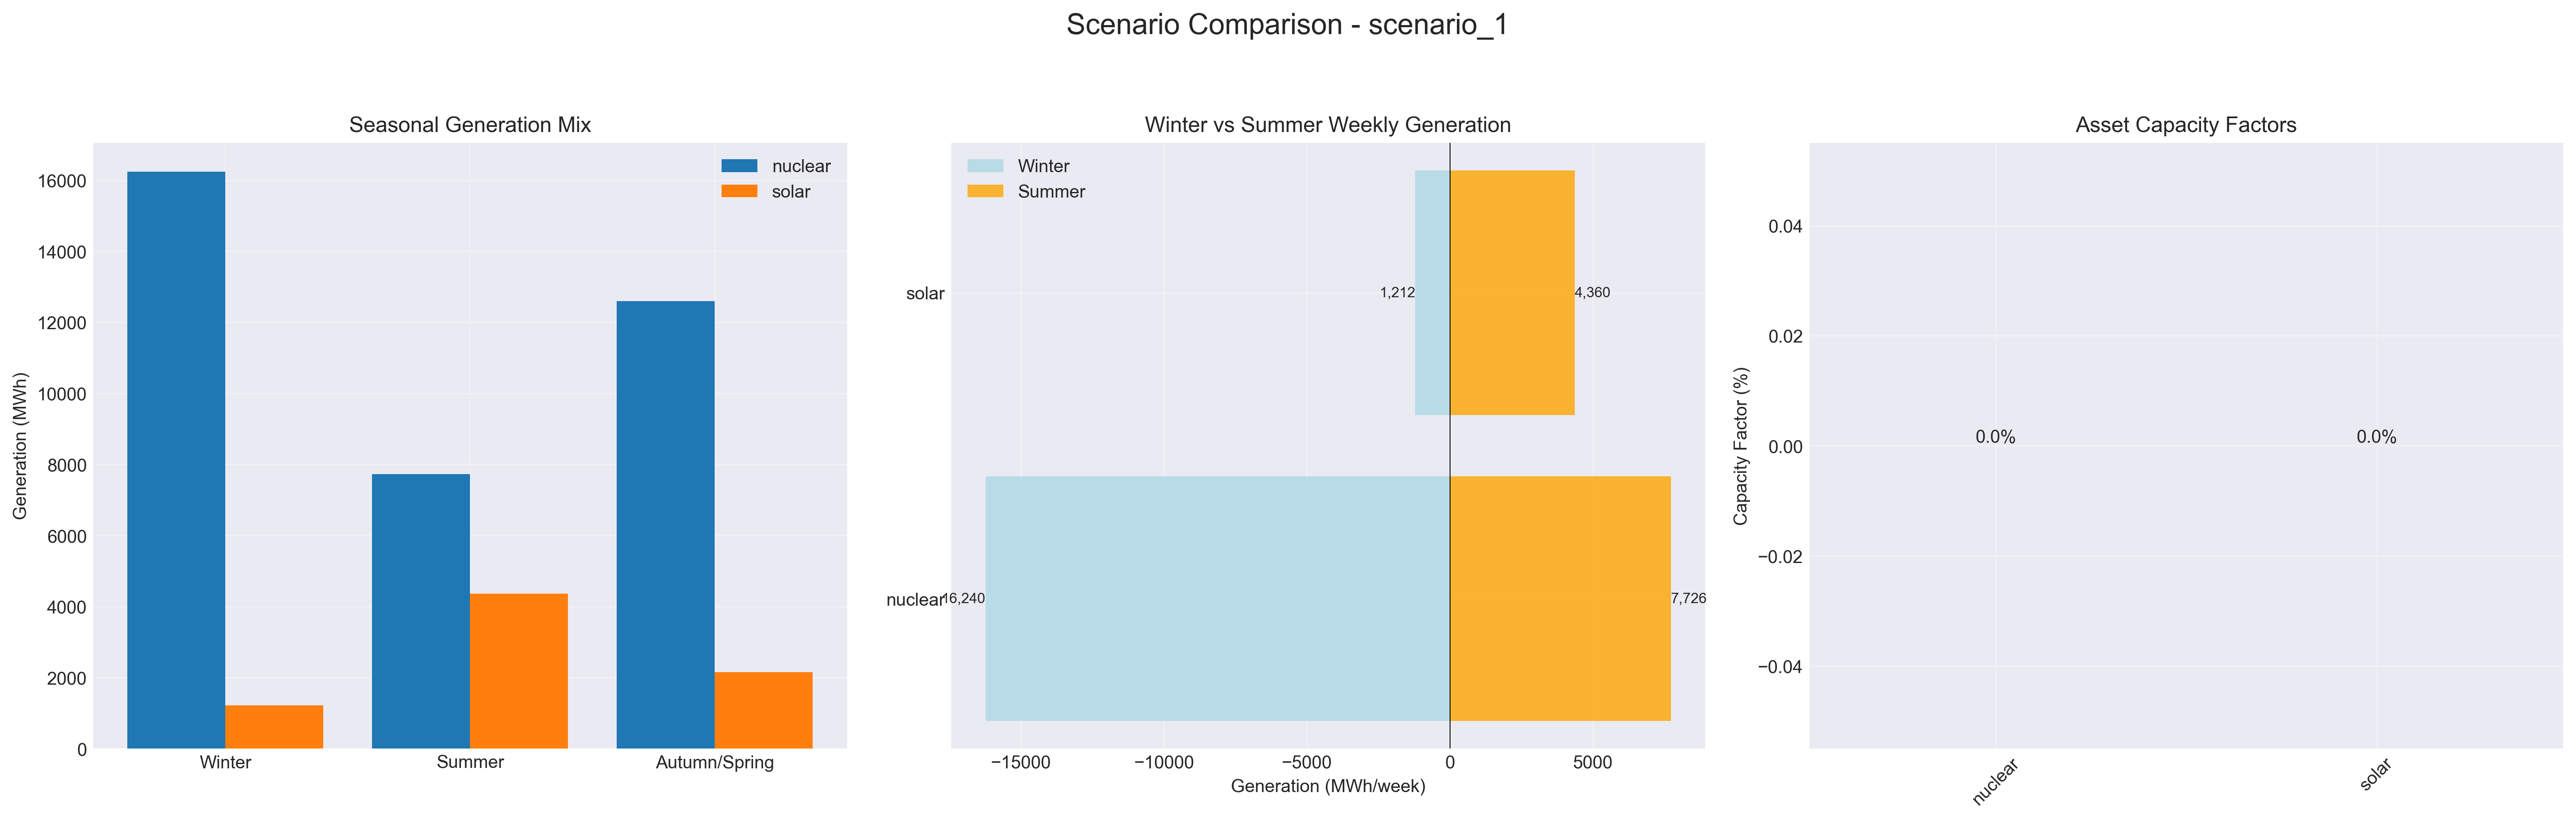 Scenario Comparison - scenario_1
Seasonal Generation Mix
Generation (MWh)
16000
14000
12000
10000
8000
6000
4000
2000
0
nuclear
solar
Winter
Summer
Autumn/Spring
Winter vs Summer Weekly Generation
Winter
Summer
solar
1,212
4,360
nuclear
16,240
7,726
−15000
−10000
−5000
0
5000
Generation (MWh/week)
Asset Capacity Factors
Capacity Factor (%)
0.04
0.02
0.00
−0.02
−0.04
0.0%
0.0%
nuclear
solar